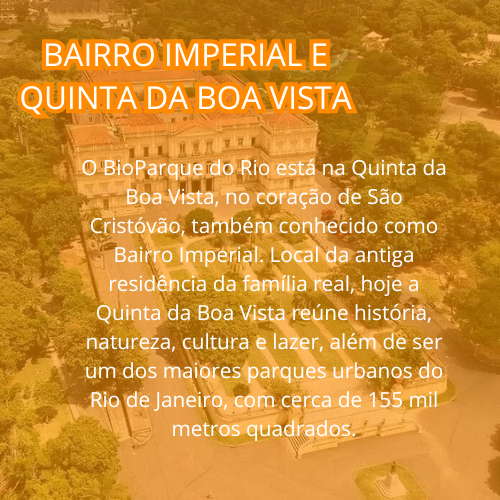 BAIRRO IMPERIAL E
QUINTA DA BOA VISTA
O BioParque do Rio está na Quinta da
Boa Vista, no coração de São
Cristóvão, também conhecido como
Bairro Imperial. Local da antiga
residência da família real, hoje a
Quinta da Boa Vista reúne história,
natureza, cultura e lazer, além de ser
um dos maiores parques urbanos do
Rio de Janeiro, com cerca de 155 mil
metros quadrados.